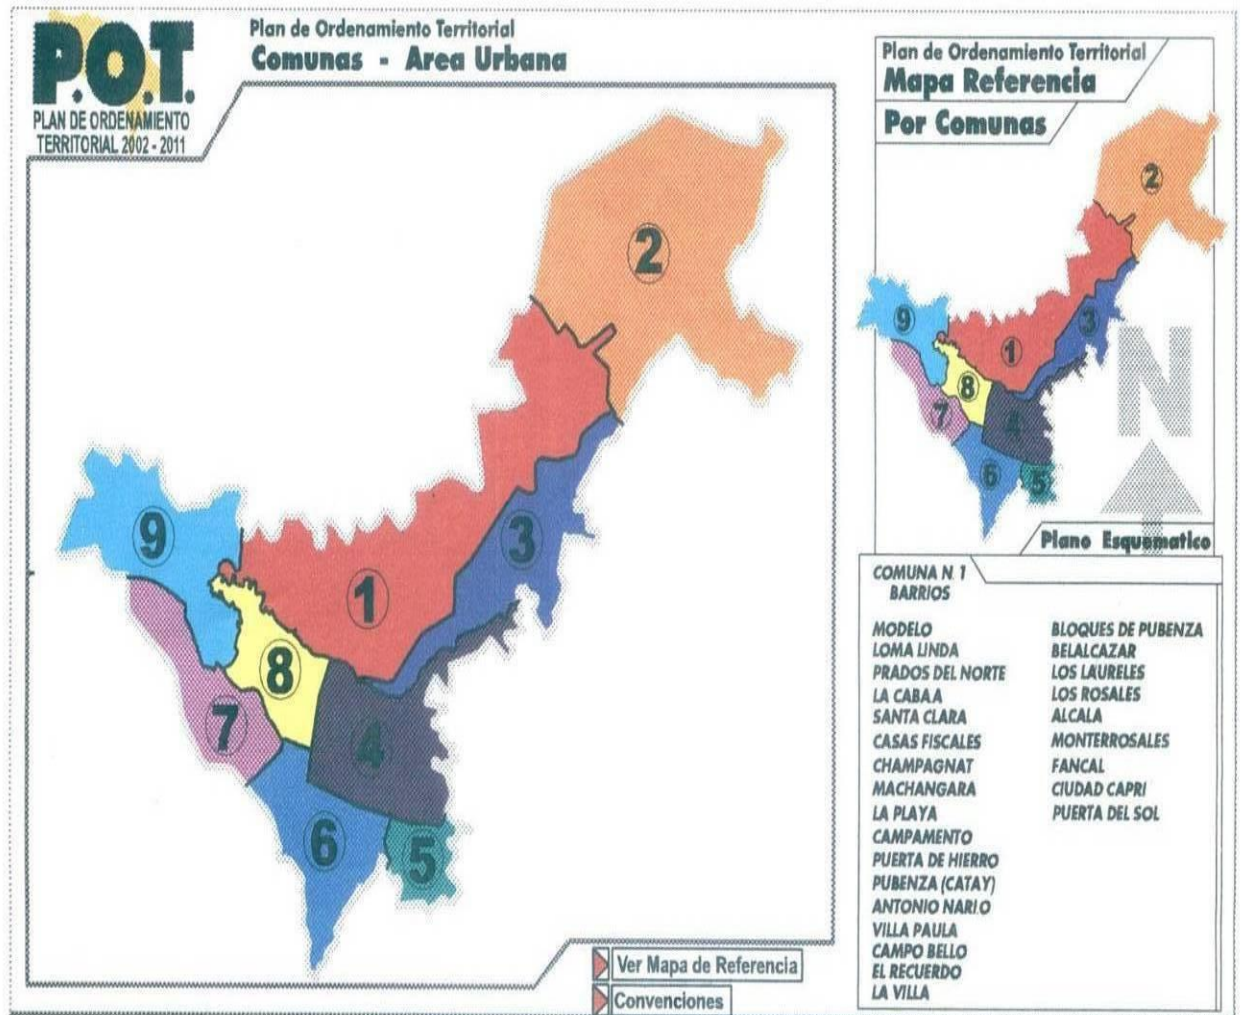 P.O.T.
PLAN DE ORDENAMIENTO
TERRITORIAL 2002 - 2011
Plan de Ordenamiento Territorial
Comunas - Area Urbana
2
9
3
1
8
7
4
6
5
Ver Mapa de Referencia
Convenciones
Plan de Ordenamiento Territorial
Mapa Referencia
Por Comunas
2
9
3
1
8
7
4
6
5
N
Plano Esquematico
COMUNA N. 1
BARRIOS
MODELO
LOMA LINDA
PRADOS DEL NORTE
LA CABAA
SANTA CLARA
CASAS FISCALES
CHAMPAGNAT
MACHANGARA
LA PLAYA
CAMPAMENTO
PUERTA DE HIERRO
PUBENZA (CATAY)
ANTONIO NARI.O
VILLA PAULA
CAMPO BELLO
EL RECUERDO
LA VILLA
BLOQUES DE PUBENZA
BELALCAZAR
LOS LAURELES
LOS ROSALES
ALCALA
MONTERROSALES
FANCAL
CIUDAD CAPRI
PUERTA DEL SOL